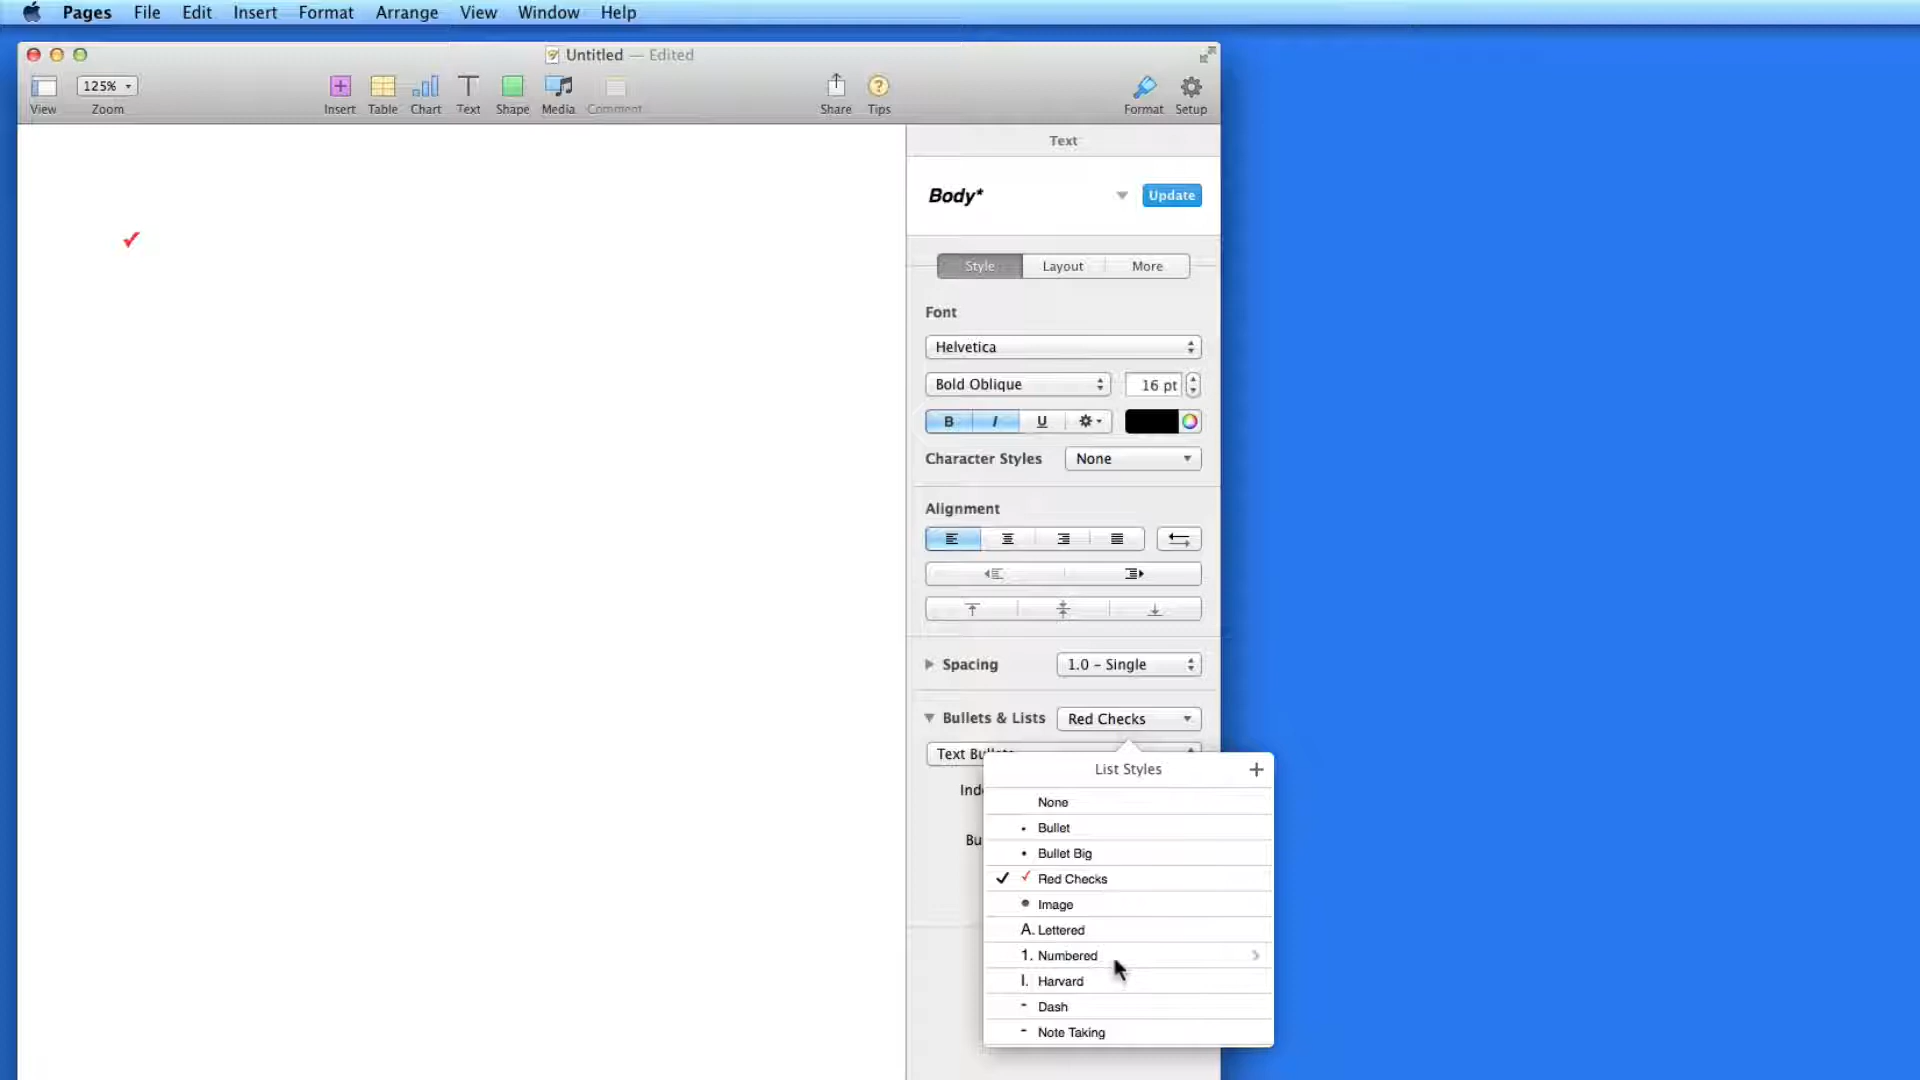 Pages File Edit Insert Format Arrange View Window Help
Untitled — Edited
125%
View Zoom Insert Table Chart Text Shape Media Comment Share Tips Format Setup
Text
Body* Update
Style Layout More
Font
Helvetica
Bold Oblique 16 pt
B I U
Character Styles None
Alignment
Spacing 1.0 – Single
Bullets & Lists Red Checks
Text Bullets
List Styles +
None
• Bullet
• Bullet Big
✓ ✓ Red Checks
• Image
A. Lettered
1. Numbered
I. Harvard
- Dash
- Note Taking